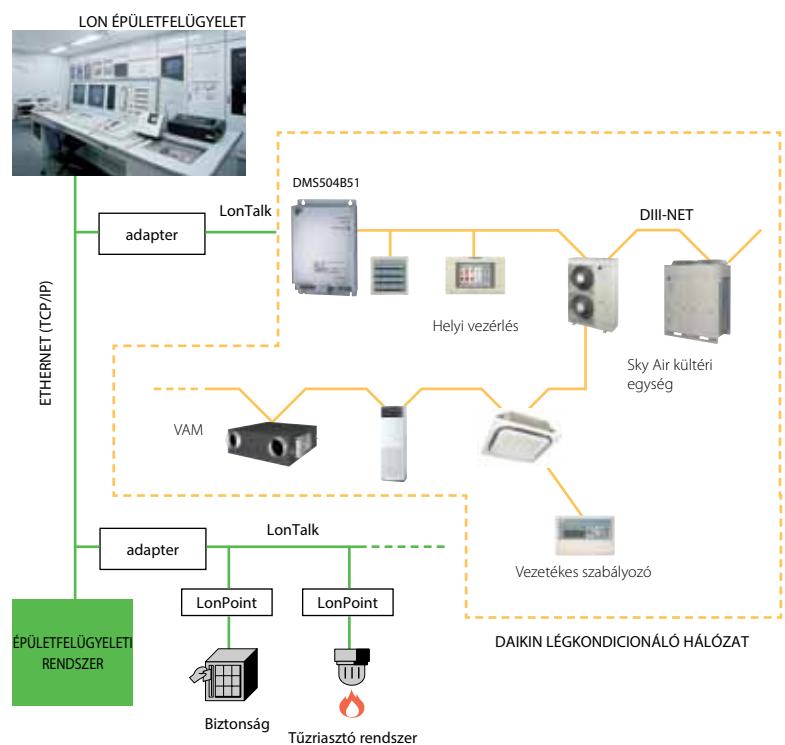 LON ÉPÜLETFELÜGYELET
DMS504B51
LonTalk
DIII-NET
adapter
Helyi vezérlés
ETHERNET (TCP/IP)
Sky Air kültéri
egység
VAM
LonTalk
adapter
Vezetékes szabályozó
LonPoint
LonPoint
ÉPÜLETFELÜGYELETI
RENDSZER
DAIKIN LÉGKONDICIONÁLÓ HÁLÓZAT
Biztonság
Tűzriasztó rendszer